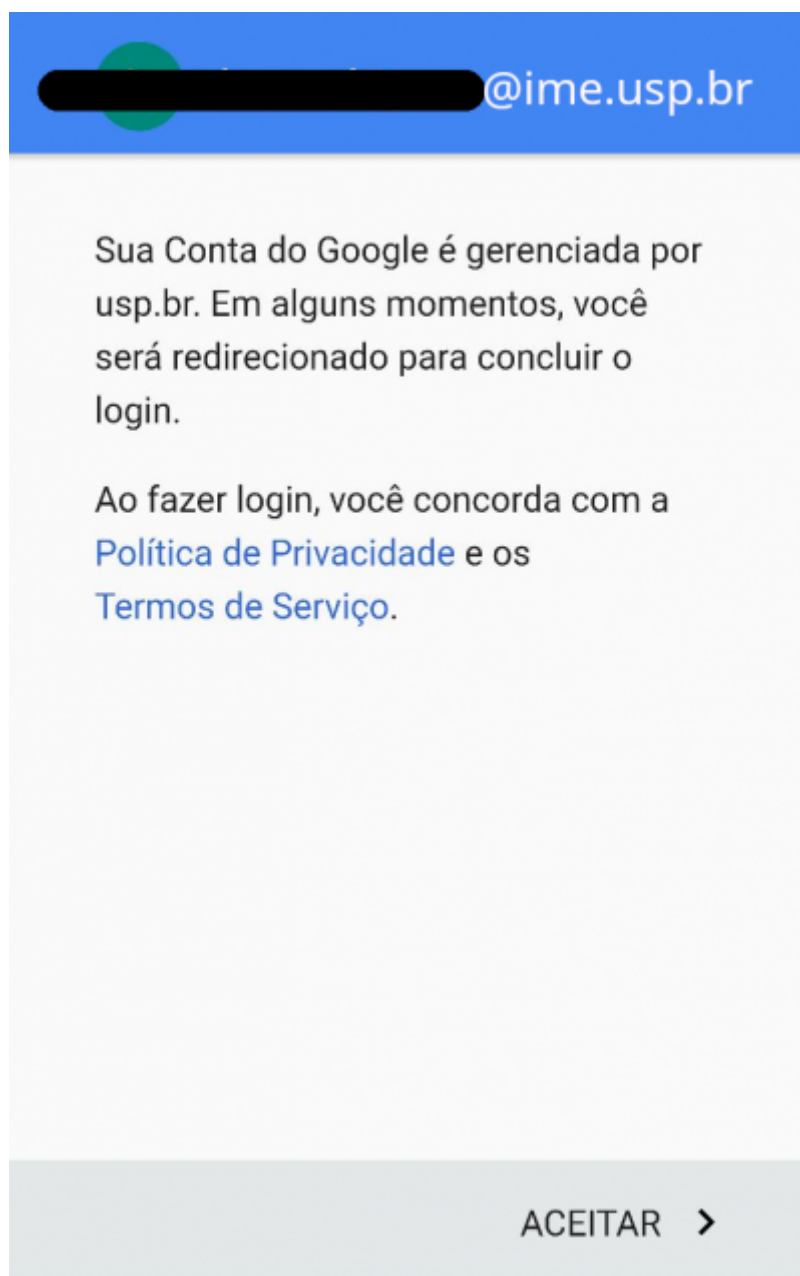 @ime.usp.br
Sua Conta do Google é gerenciada por
usp.br. Em alguns momentos, você
será redirecionado para concluir o
login.
Ao fazer login, você concorda com a
Política de Privacidade e os
Termos de Serviço.
ACEITAR